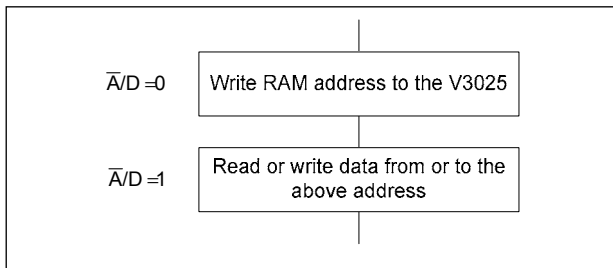 A̅/D =0
Write RAM address to the V3025
A̅/D =1
Read or write data from or to the
above address